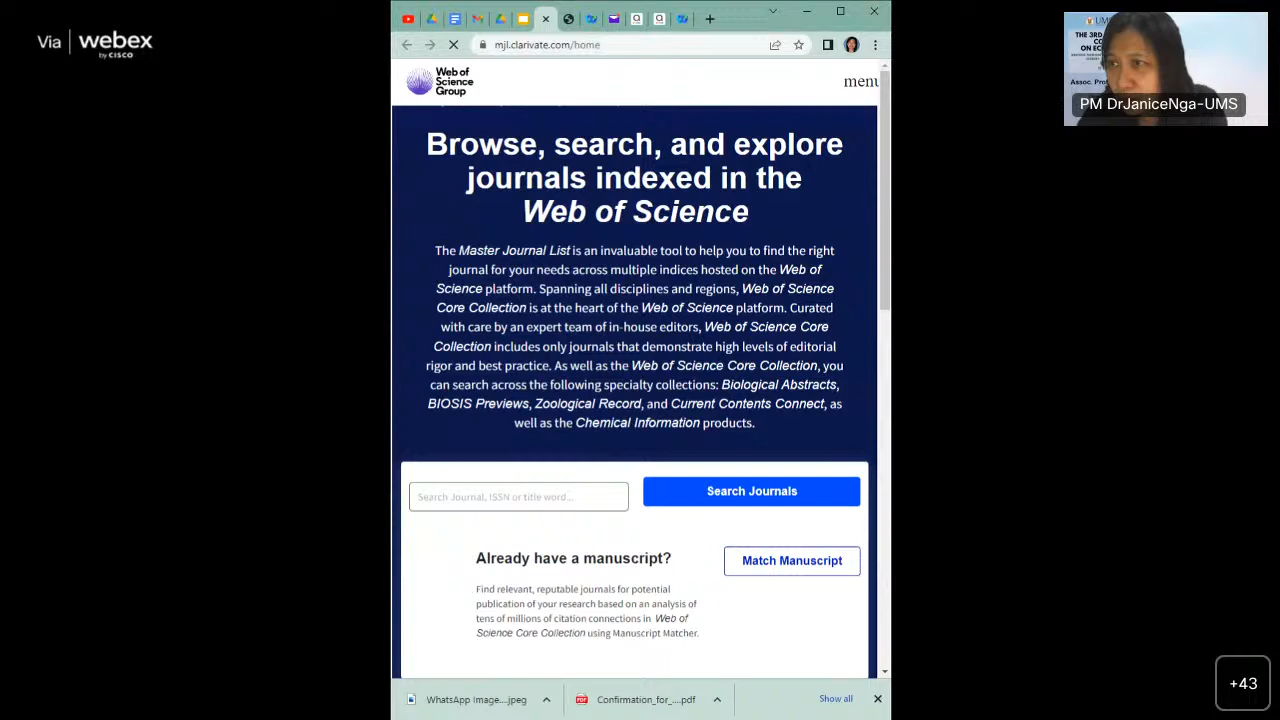 Via webex
by CISCO
mjl.clarivate.com/home
Web of
Science
Group
menu
Browse, search, and explore
journals indexed in the
Web of Science
The Master Journal List is an invaluable tool to help you to find the right
journal for your needs across multiple indices hosted on the Web of
Science platform. Spanning all disciplines and regions, Web of Science
Core Collection is at the heart of the Web of Science platform. Curated
with care by an expert team of in-house editors, Web of Science Core
Collection includes only journals that demonstrate high levels of editorial
rigor and best practice. As well as the Web of Science Core Collection, you
can search across the following specialty collections: Biological Abstracts,
BIOSIS Previews, Zoological Record, and Current Contents Connect, as
well as the Chemical Information products.
Search Journal, ISSN or title word...
Search Journals
Already have a manuscript?
Match Manuscript
Find relevant, reputable journals for potential
publication of your research based on an analysis of
tens of millions of citation connections in Web of
Science Core Collection using Manuscript Matcher.
WhatsApp Image....jpeg
PDF
Confirmation_for_....pdf
Show all
UMS
THE 3RD
ON EC
Assoc. Prof
PM DrJaniceNga-UMS
+43